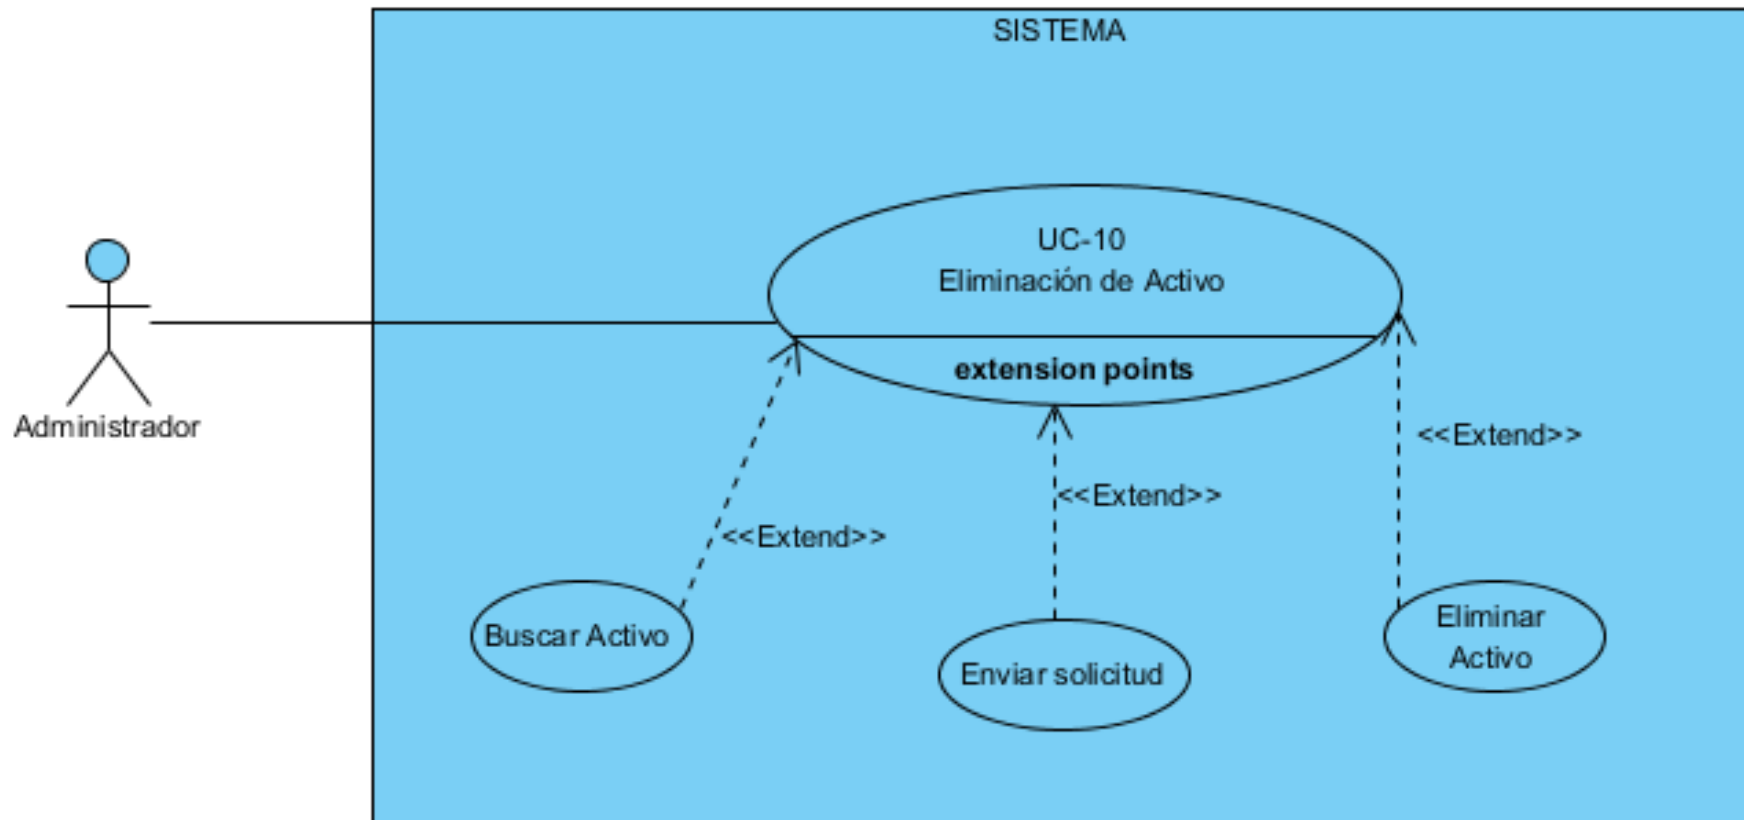 SISTEMA
UC-10
Eliminación de Activo
extension points
Administrador
<<Extend>>
<<Extend>>
<<Extend>>
Buscar Activo
Enviar solicitud
Eliminar
Activo